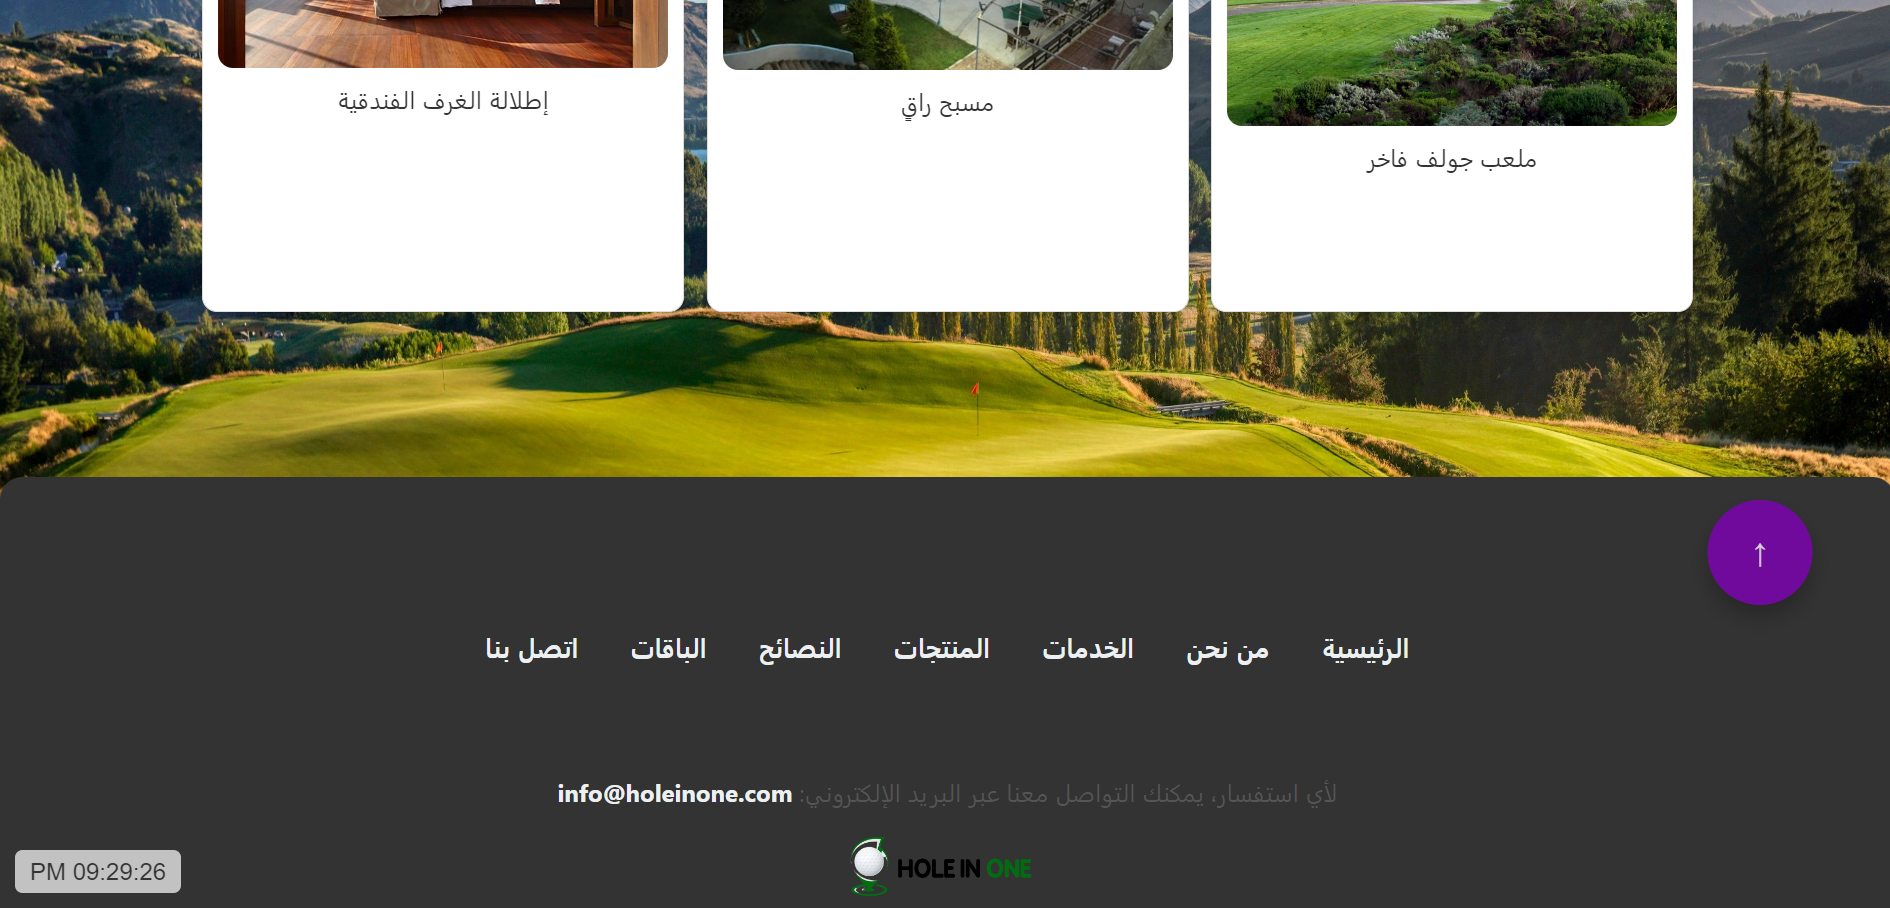 ملعب جولف فاخر
مسبح راقٍ
إطلالة الغرف الفندقية
↑
الرئيسية من نحن الخدمات المنتجات النصائح الباقات اتصل بنا
لأي استفسار، يمكنك التواصل معنا عبر البريد الإلكتروني: info@holeinone.com
HOLE IN ONE
PM 09:29:26